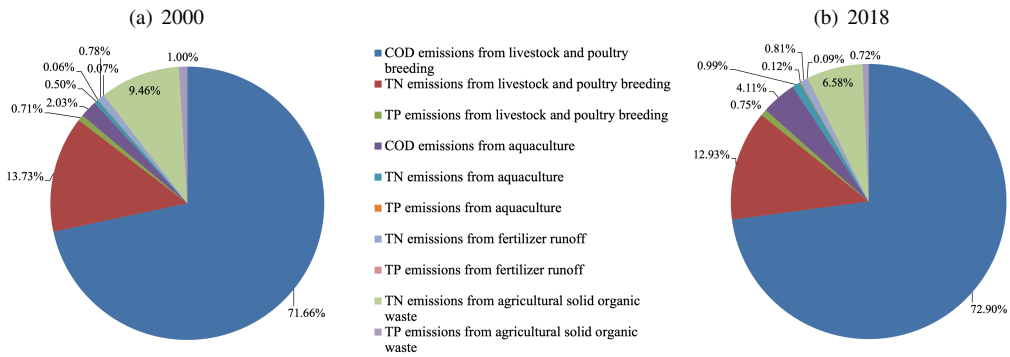 (a) 2000
(b) 2018
0.78%
1.00%
0.06%
0.07%
0.50%
9.46%
2.03%
0.71%
13.73%
71.66%
COD emissions from livestock and poultry
breeding
TN emissions from livestock and poultry breeding
TP emissions from livestock and poultry breeding
COD emissions from aquaculture
TN emissions from aquaculture
TP emissions from aquaculture
TN emissions from fertilizer runoff
TP emissions from fertilizer runoff
TN emissions from agricultural solid organic
waste
TP emissions from agricultural solid organic
waste
0.81%
0.72%
0.09%
0.99%
0.12%
6.58%
4.11%
0.75%
12.93%
72.90%